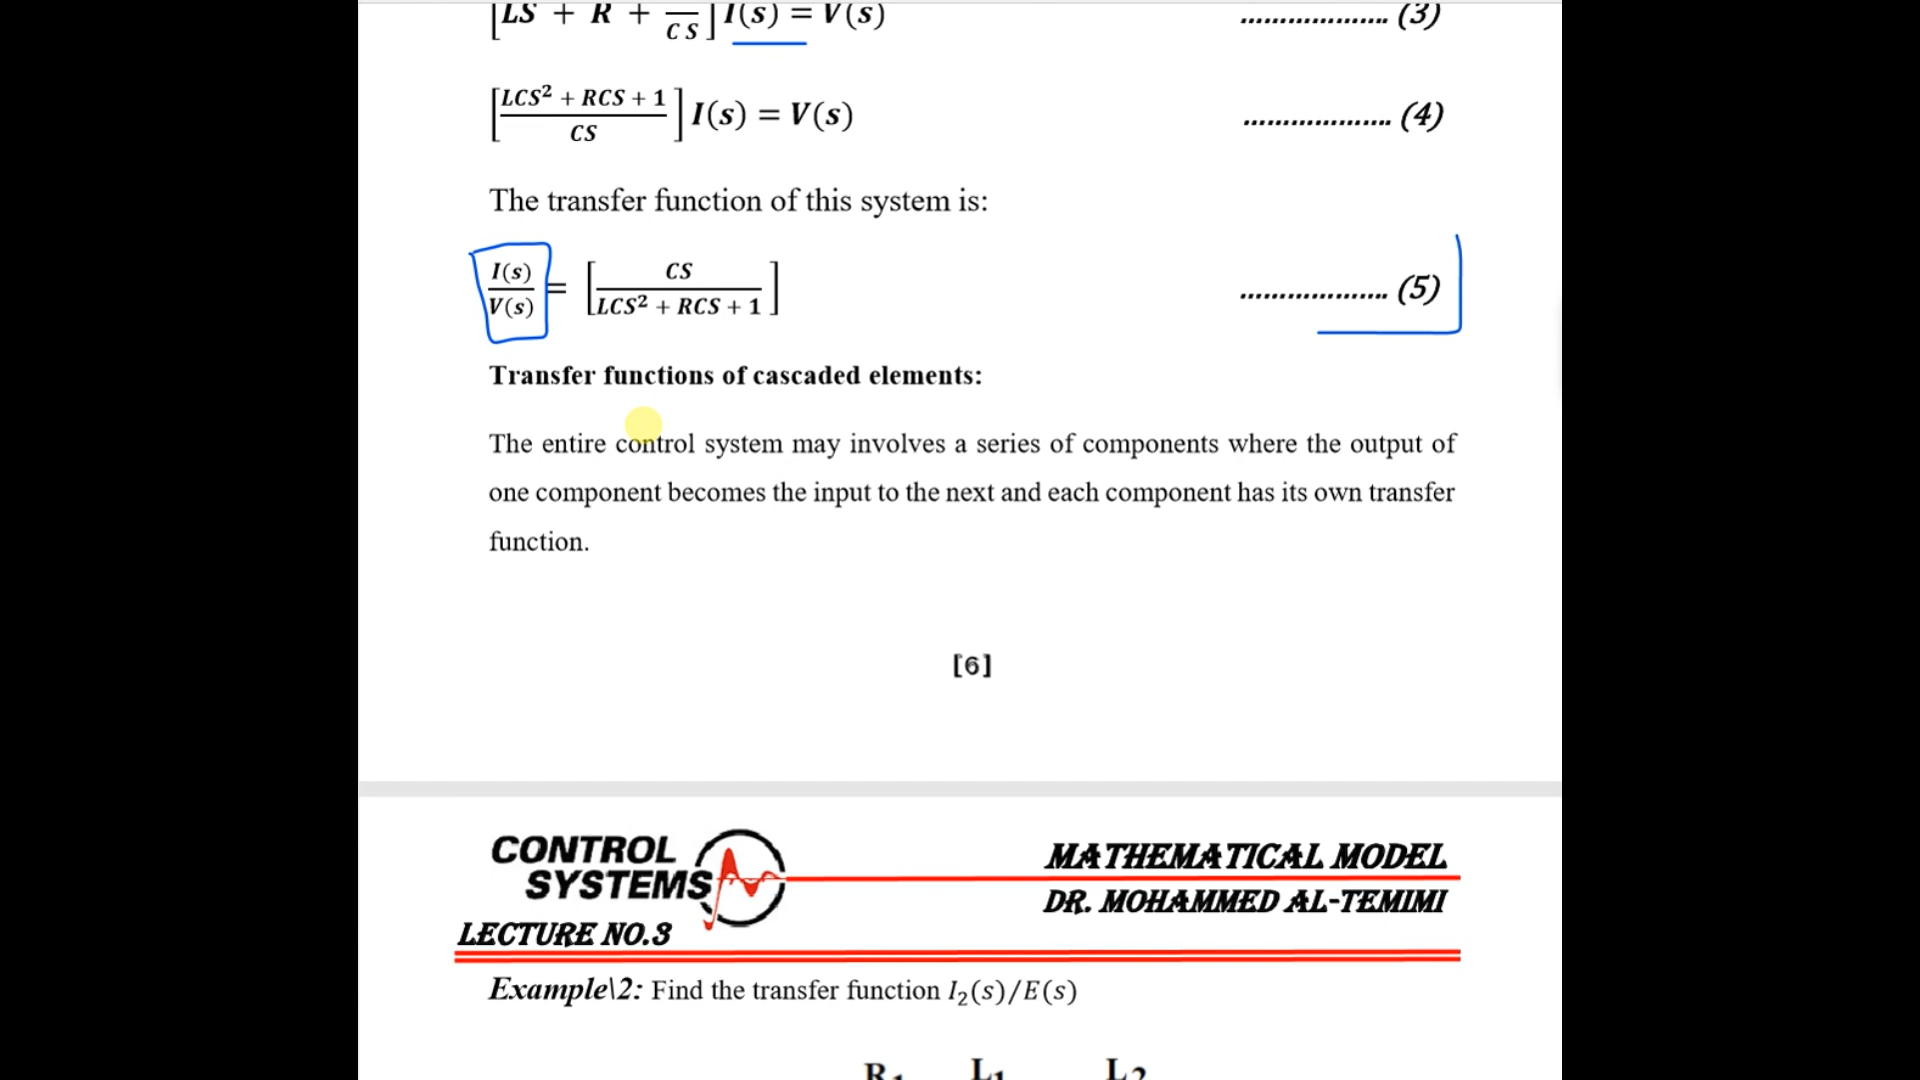 [LS + R + /CS] I(s) = V(s) ................... (3)
[LCS² + RCS + 1 / CS] I(s) = V(s) ................... (4)
The transfer function of this system is:
I(s)/V(s) = [CS / LCS² + RCS + 1] ................... (5)
Transfer functions of cascaded elements:
The entire control system may involves a series of components where the output of
one component becomes the input to the next and each component has its own transfer
function.
[6]
CONTROL
SYSTEMS
MATHEMATICAL MODEL
DR. MOHAMMED AL-TEMIMI
LECTURE NO.3
Example\2: Find the transfer function I₂(s)/E(s)
R₁ L₁ L₂